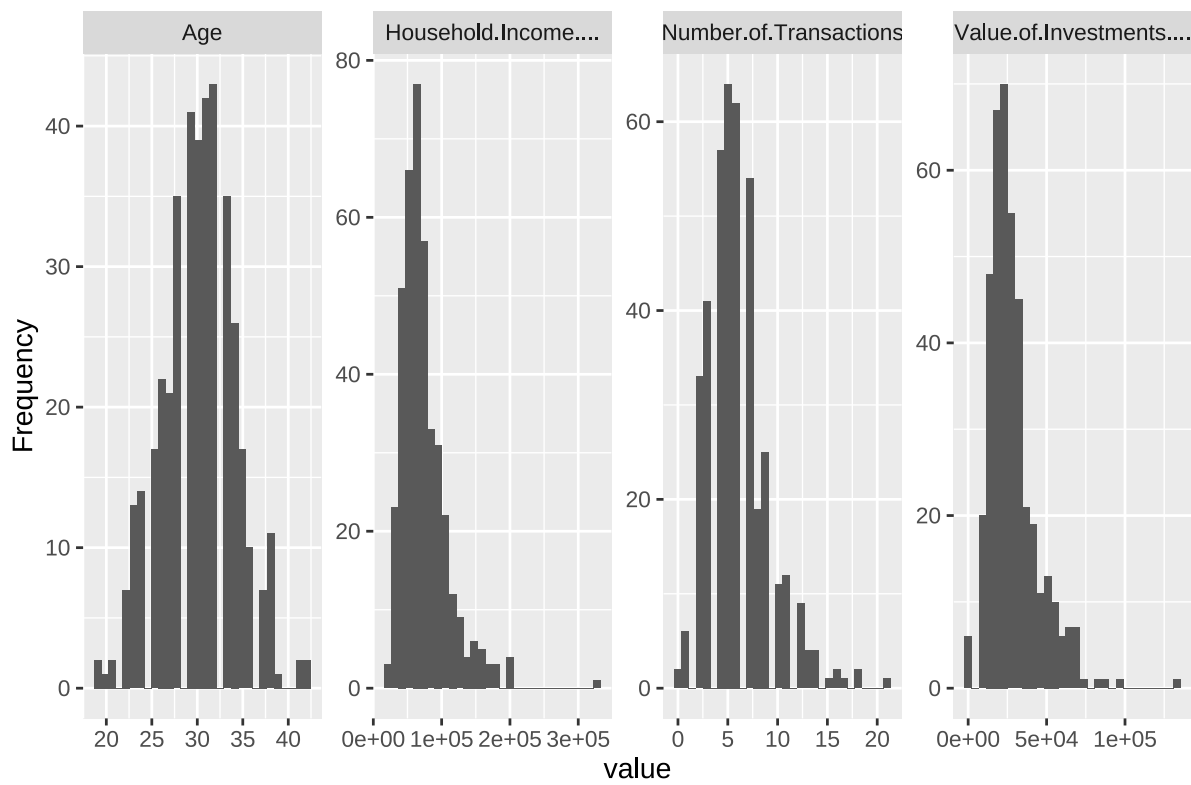 Age
Household.Income....
Number.of.Transactions
Value.of.Investments....
Frequency
40
30
20
10
0
80
60
40
20
0
60
40
20
0
60
40
20
0
20 25 30 35 40
0e+00 1e+05 2e+05 3e+05
0 5 10 15 20
0e+00 5e+04 1e+05
value